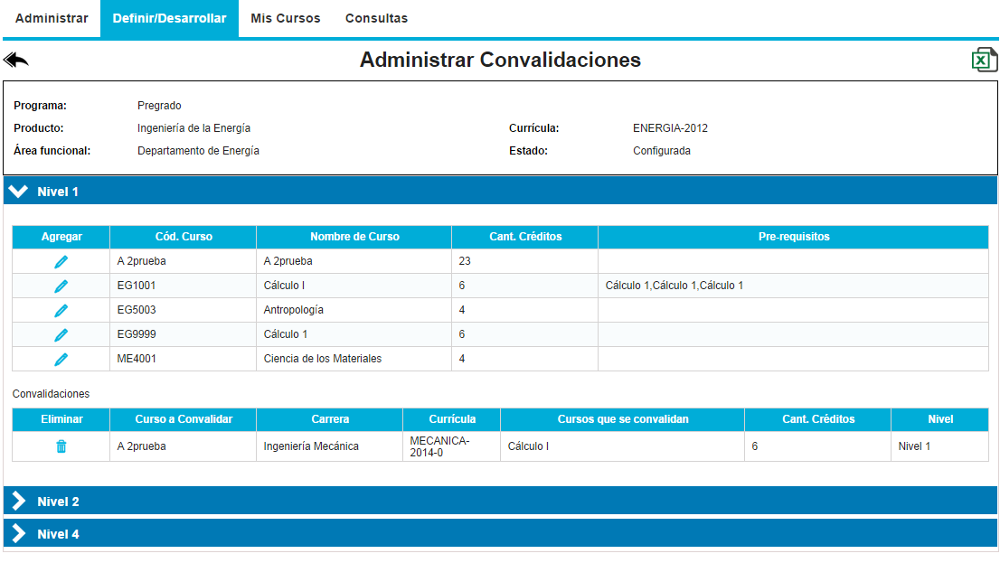 Administrar Definir/Desarrollar Mis Cursos Consultas
Administrar Convalidaciones
Programa: Pregrado
Producto: Ingeniería de la Energía Currícula: ENERGIA-2012
Área funcional: Departamento de Energía Estado: Configurada
Nivel 1
Agregar Cód. Curso Nombre de Curso Cant. Créditos Pre-requisitos
A 2prueba A 2prueba 23
EG1001 Cálculo I 6 Cálculo 1,Cálculo 1,Cálculo 1
EG5003 Antropología 4
EG9999 Cálculo 1 6
ME4001 Ciencia de los Materiales 4
Convalidaciones
Eliminar Curso a Convalidar Carrera Currícula Cursos que se convalidan Cant. Créditos Nivel
A 2prueba Ingeniería Mecánica MECANICA-2014-0 Cálculo I 6 Nivel 1
Nivel 2
Nivel 4